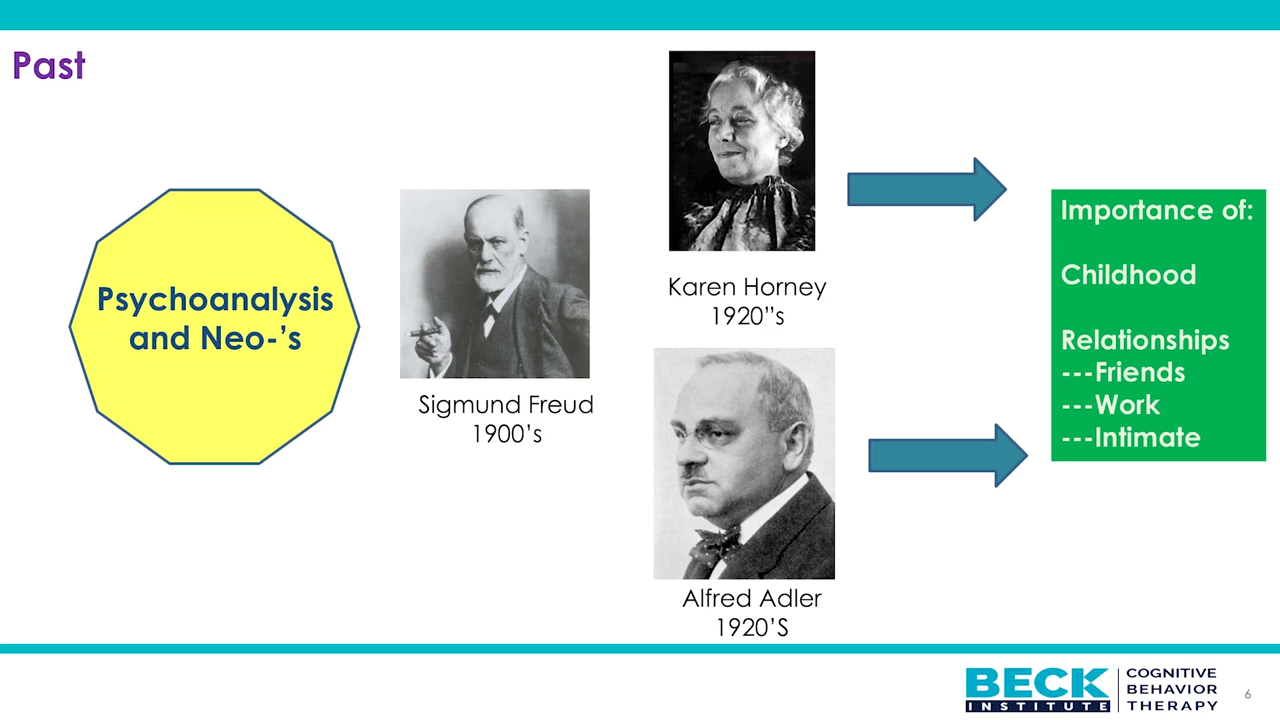 Past
Psychoanalysis
and Neo-’s
Sigmund Freud
1900’s
Karen Horney
1920”s
Alfred Adler
1920’S
Importance of:
Childhood
Relationships
---Friends
---Work
---Intimate
BECK
INSTITUTE
COGNITIVE
BEHAVIOR
THERAPY
6